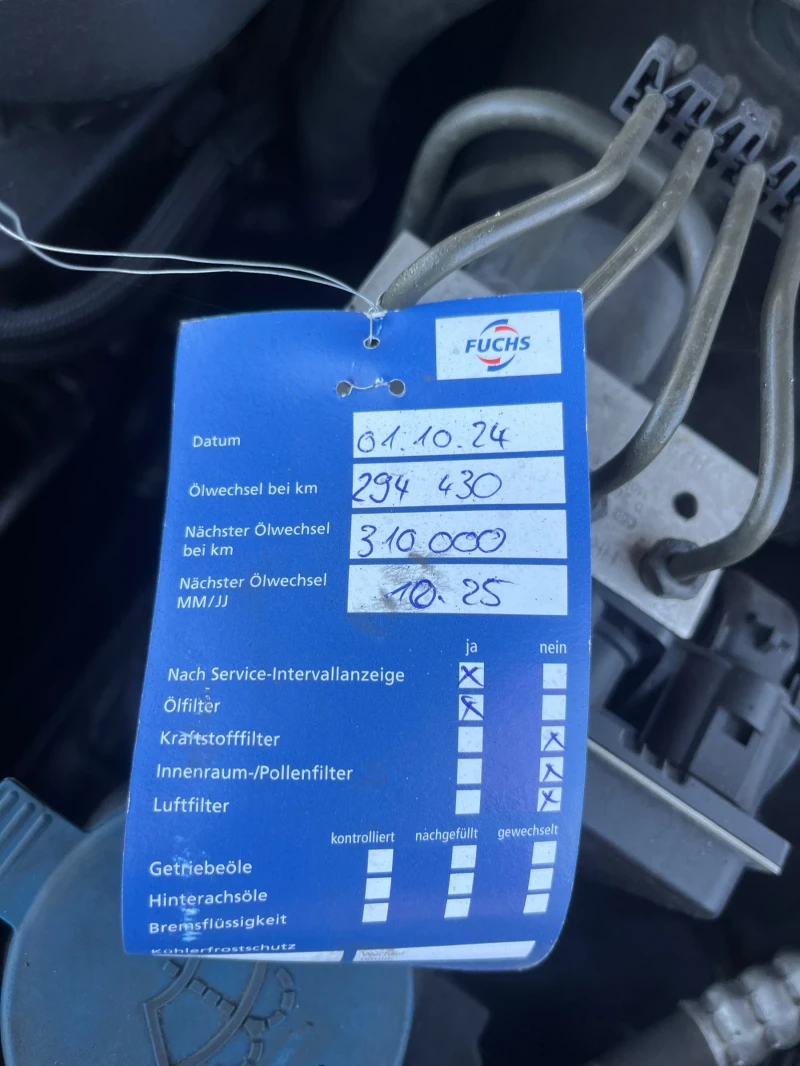 FUCHS
Datum 01.10.24
Ölwechsel bei km 294 430
Nächster Ölwechsel
bei km 310 000
Nächster Ölwechsel
MM/JJ 10.25
ja nein
Nach Service-Intervallanzeige X
Ölfilter X
Kraftstofffilter X
Innenraum-/Pollenfilter X
Luftfilter X
kontrolliert nachgefüllt gewechselt
Getriebeöle
Hinterachsöle
Bremsflüssigkeit
Kühlerfrostschutz